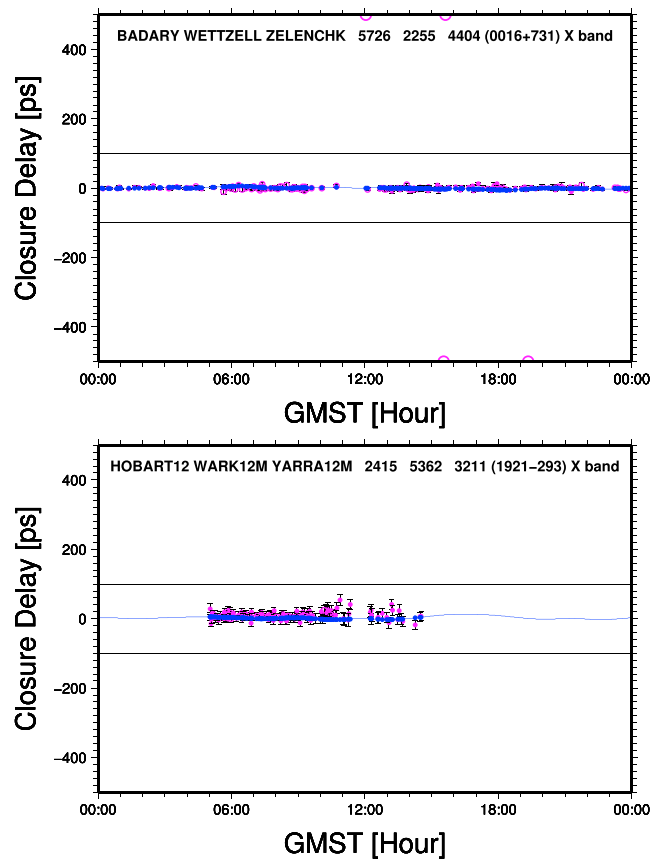 BADARY WETTZELL ZELENCHK 5726 2255 4404 (0016+731) X band
400
200
0
−200
−400
Closure Delay [ps]
00:00 06:00 12:00 18:00 00:00
GMST [Hour]
HOBART12 WARK12M YARRA12M 2415 5362 3211 (1921−293) X band
400
200
0
−200
−400
Closure Delay [ps]
00:00 06:00 12:00 18:00 00:00
GMST [Hour]